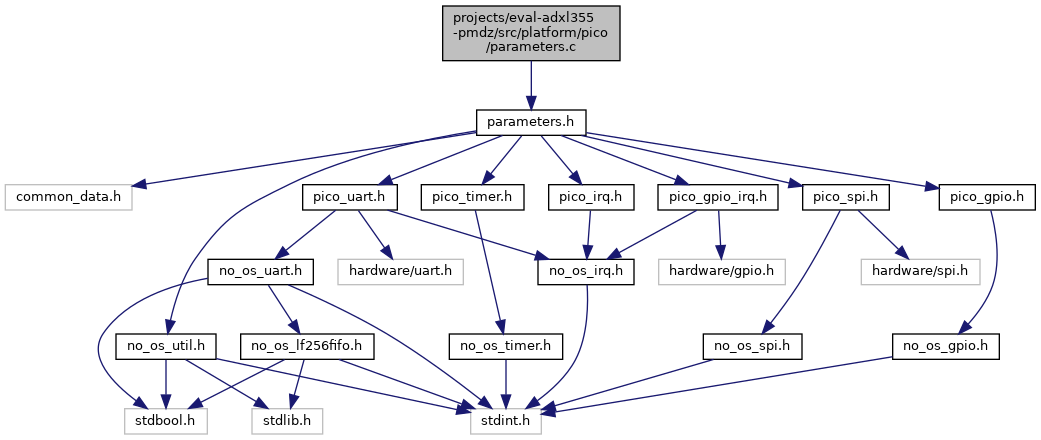 projects/eval-adxl355
-pmdz/src/platform/pico
/parameters.c
parameters.h
common_data.h
pico_uart.h
pico_timer.h
pico_irq.h
pico_gpio_irq.h
pico_spi.h
pico_gpio.h
no_os_uart.h
hardware/uart.h
no_os_irq.h
hardware/gpio.h
hardware/spi.h
no_os_util.h
no_os_lf256fifo.h
no_os_timer.h
no_os_spi.h
no_os_gpio.h
stdbool.h
stdlib.h
stdint.h